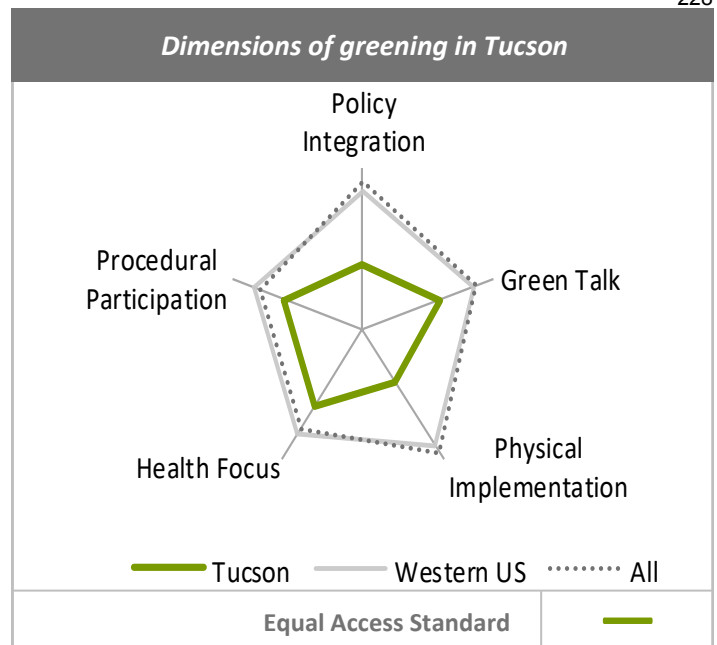 Dimensions of greening in Tucson
Policy
Integration
Procedural
Participation
Green Talk
Health Focus
Physical
Implementation
Tucson Western US All
Equal Access Standard